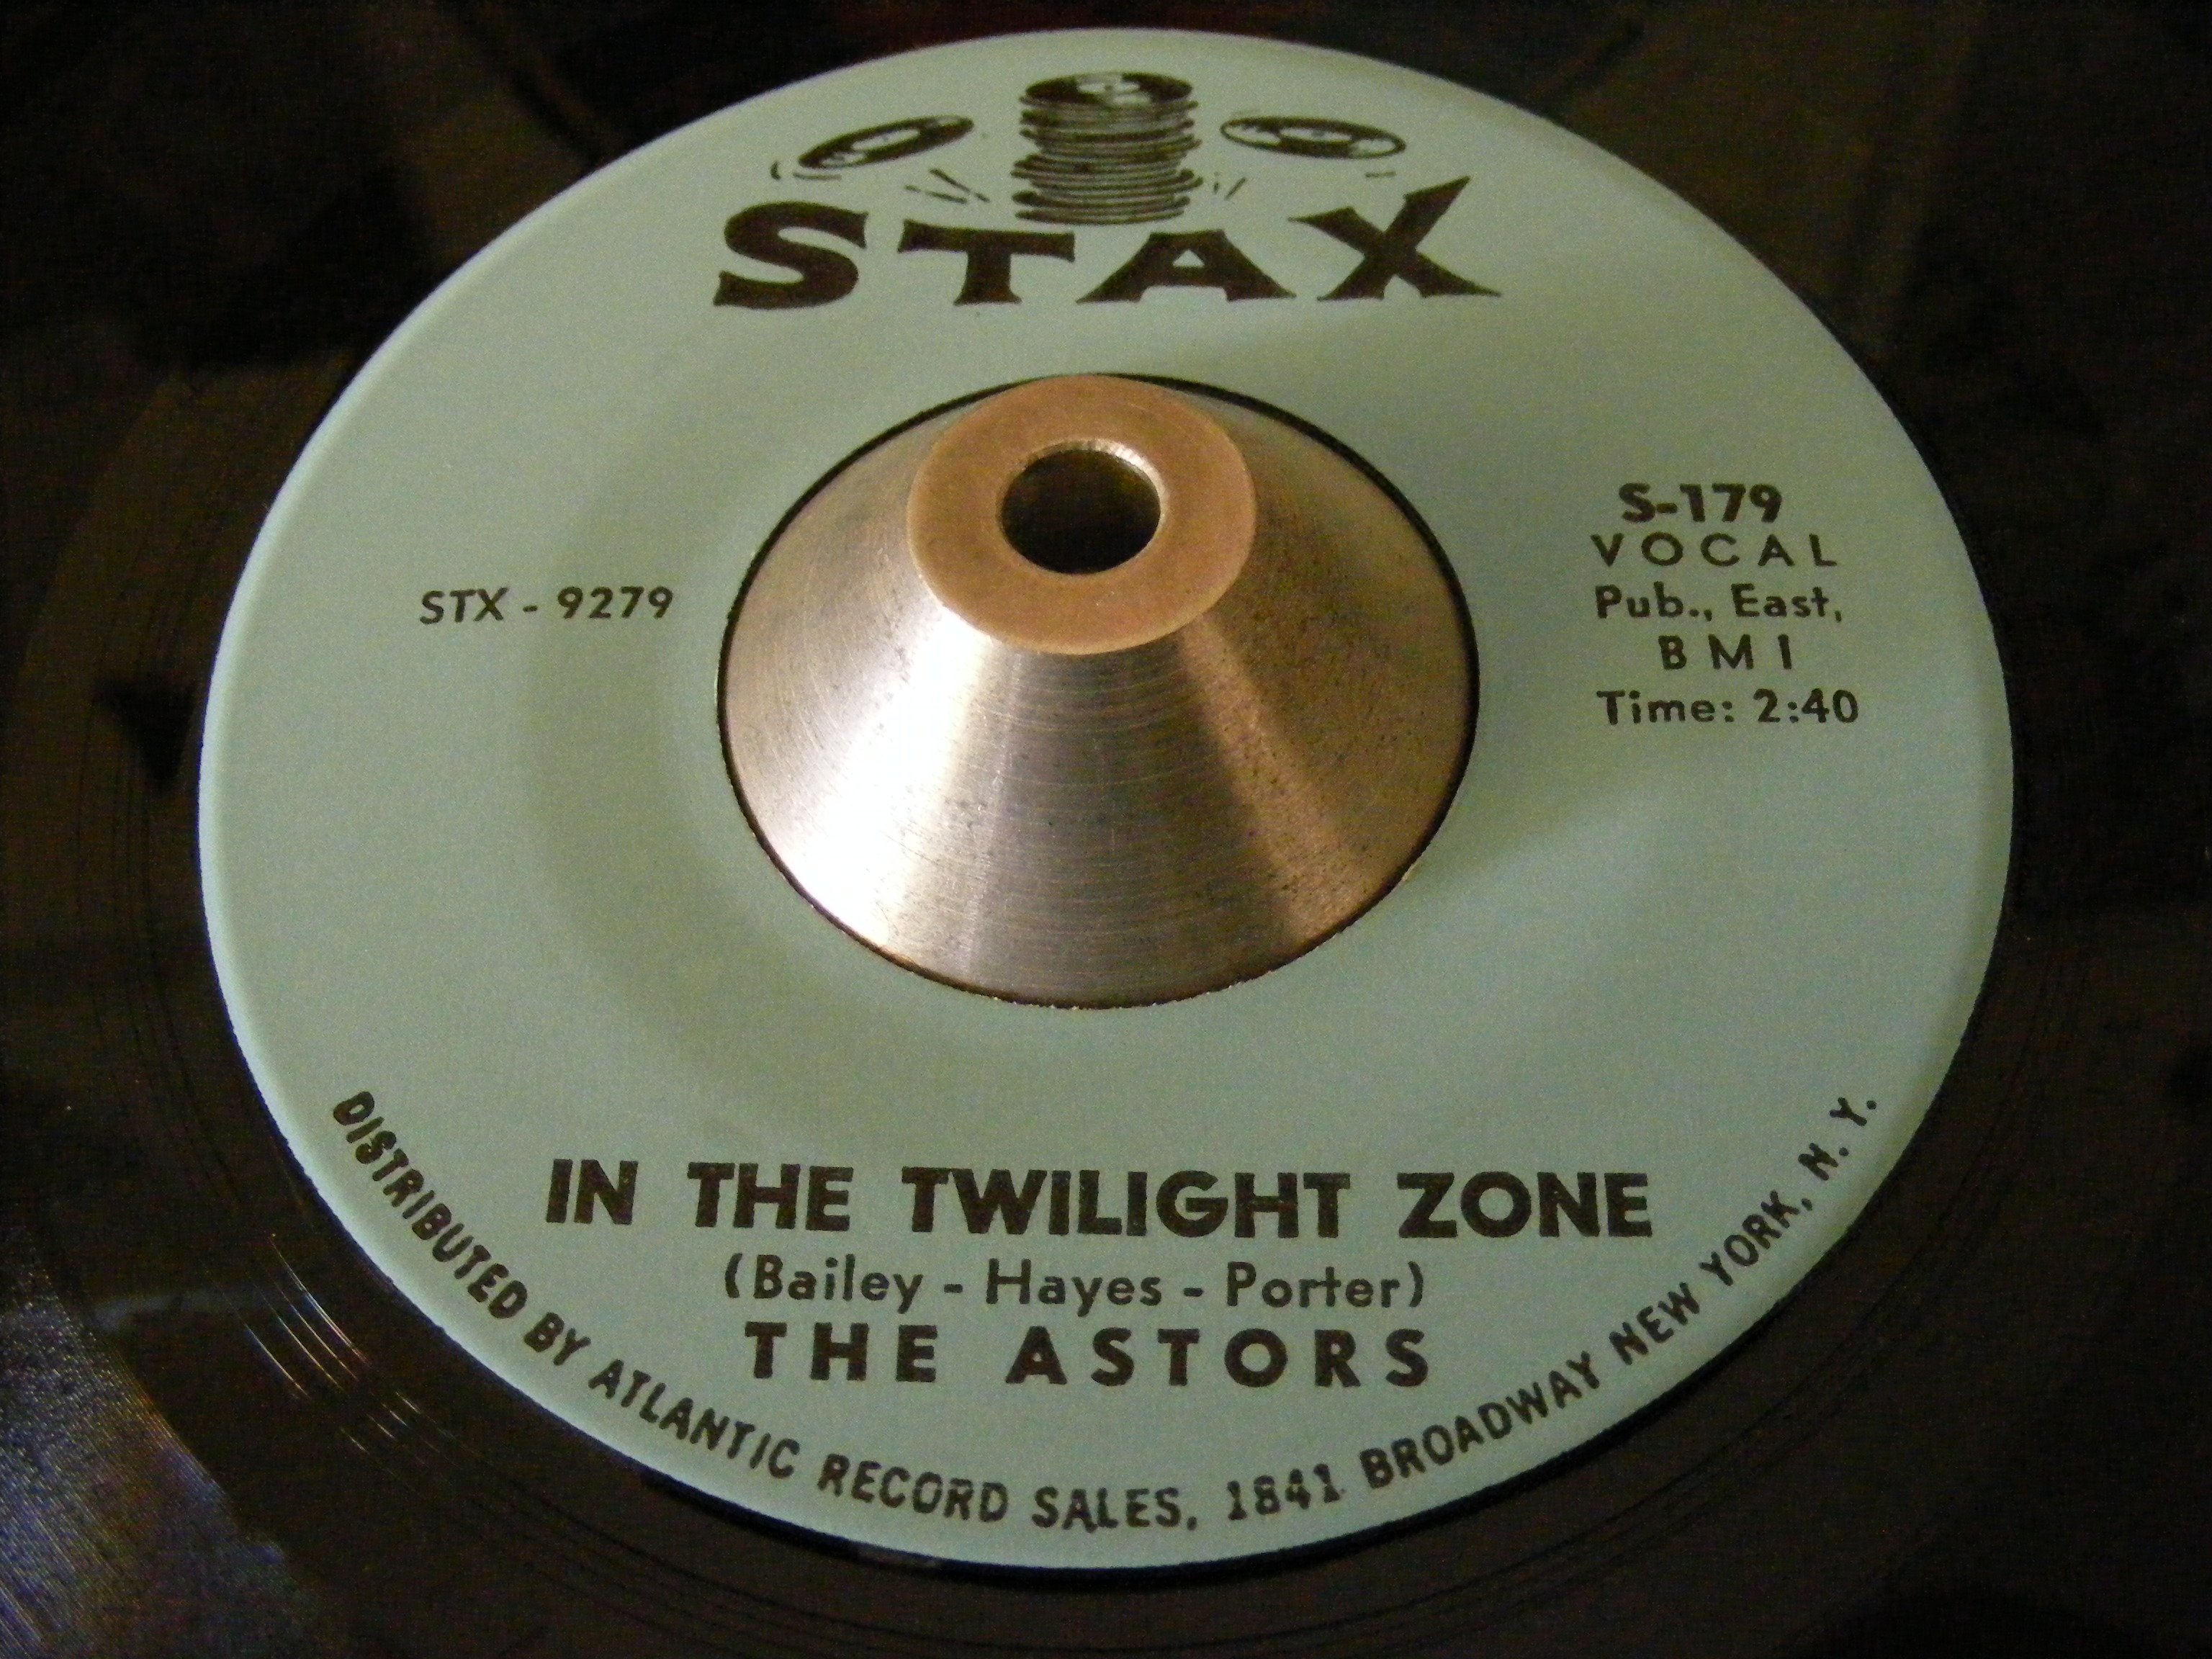 STAX
STX - 9279
S-179
VOCAL
Pub., East,
BMI
Time: 2:40
IN THE TWILIGHT ZONE
(Bailey - Hayes - Porter)
THE ASTORS
DISTRIBUTED BY ATLANTIC RECORD SALES, 1841 BROADWAY NEW YORK, N. Y.